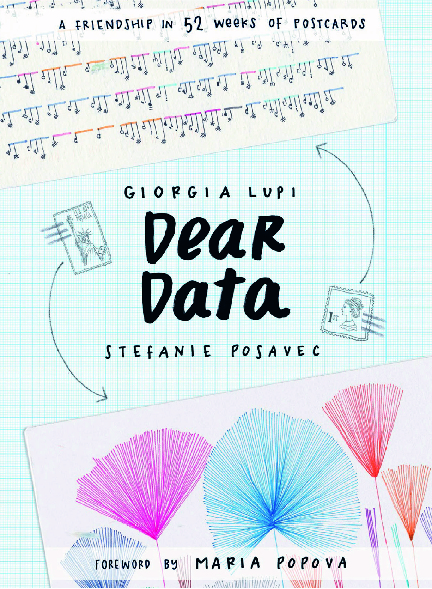 A FRIENDSHIP IN 52 WEEKS OF POSTCARDS
GIORGIA LUPI
DeaR
Data
STEFANIE POSAVEC
FOREWORD BY MARIA POPOVA